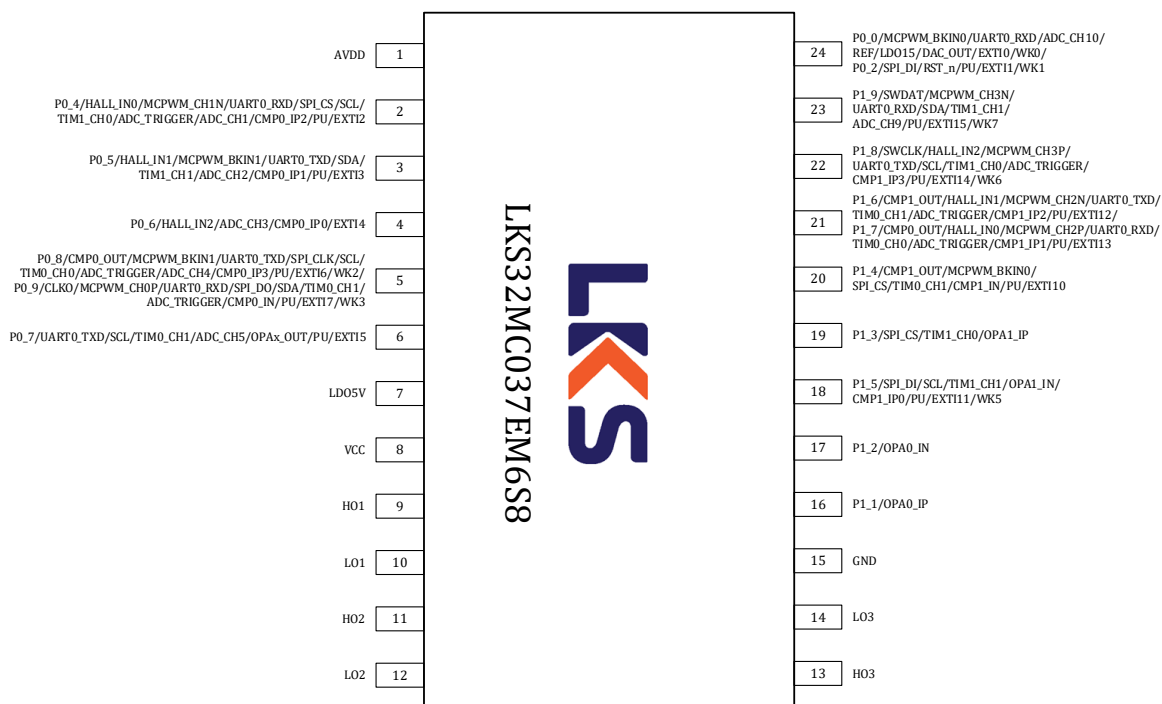 AVDD 1
P0_4/HALL_IN0/MCPWM_CH1N/UART0_RXD/SPI_CS/SCL/
TIM1_CH0/ADC_TRIGGER/ADC_CH1/CMP0_IP2/PU/EXTI2 2
P0_5/HALL_IN1/MCPWM_BKIN1/UART0_TXD/SDA/
TIM1_CH1/ADC_CH2/CMP0_IP1/PU/EXTI3 3
P0_6/HALL_IN2/ADC_CH3/CMP0_IP0/EXTI4 4
P0_8/CMP0_OUT/MCPWM_BKIN1/UART0_TXD/SPI_CLK/SCL/
TIM0_CH0/ADC_TRIGGER/ADC_CH4/CMP0_IP3/PU/EXTI6/WK2/
P0_9/CLKO/MCPWM_CH0P/UART0_RXD/SPI_DO/SDA/TIM0_CH1/
ADC_TRIGGER/CMP0_IN/PU/EXTI7/WK3 5
P0_7/UART0_TXD/SCL/TIM0_CH1/ADC_CH5/OPAx_OUT/PU/EXTI5 6
LDO5V 7
VCC 8
HO1 9
LO1 10
HO2 11
LO2 12
LKS32MC037EM6S8
LKS
24 P0_0/MCPWM_BKIN0/UART0_RXD/ADC_CH10/
REF/LDO15/DAC_OUT/EXTI0/WK0/
P0_2/SPI_DI/RST_n/PU/EXTI1/WK1
23 P1_9/SWDAT/MCPWM_CH3N/
UART0_RXD/SDA/TIM1_CH1/
ADC_CH9/PU/EXTI15/WK7
22 P1_8/SWCLK/HALL_IN2/MCPWM_CH3P/
UART0_TXD/SCL/TIM1_CH0/ADC_TRIGGER/
CMP1_IP3/PU/EXTI14/WK6
21 P1_6/CMP1_OUT/HALL_IN1/MCPWM_CH2N/UART0_TXD/
TIM0_CH1/ADC_TRIGGER/CMP1_IP2/PU/EXTI12/
P1_7/CMP0_OUT/HALL_IN0/MCPWM_CH2P/UART0_RXD/
TIM0_CH0/ADC_TRIGGER/CMP1_IP1/PU/EXTI13
20 P1_4/CMP1_OUT/MCPWM_BKIN0/
SPI_CS/TIM0_CH1/CMP1_IN/PU/EXTI10
19 P1_3/SPI_CS/TIM1_CH0/OPA1_IP
18 P1_5/SPI_DI/SCL/TIM1_CH1/OPA1_IN/
CMP1_IP0/PU/EXTI11/WK5
17 P1_2/OPA0_IN
16 P1_1/OPA0_IP
15 GND
14 LO3
13 HO3